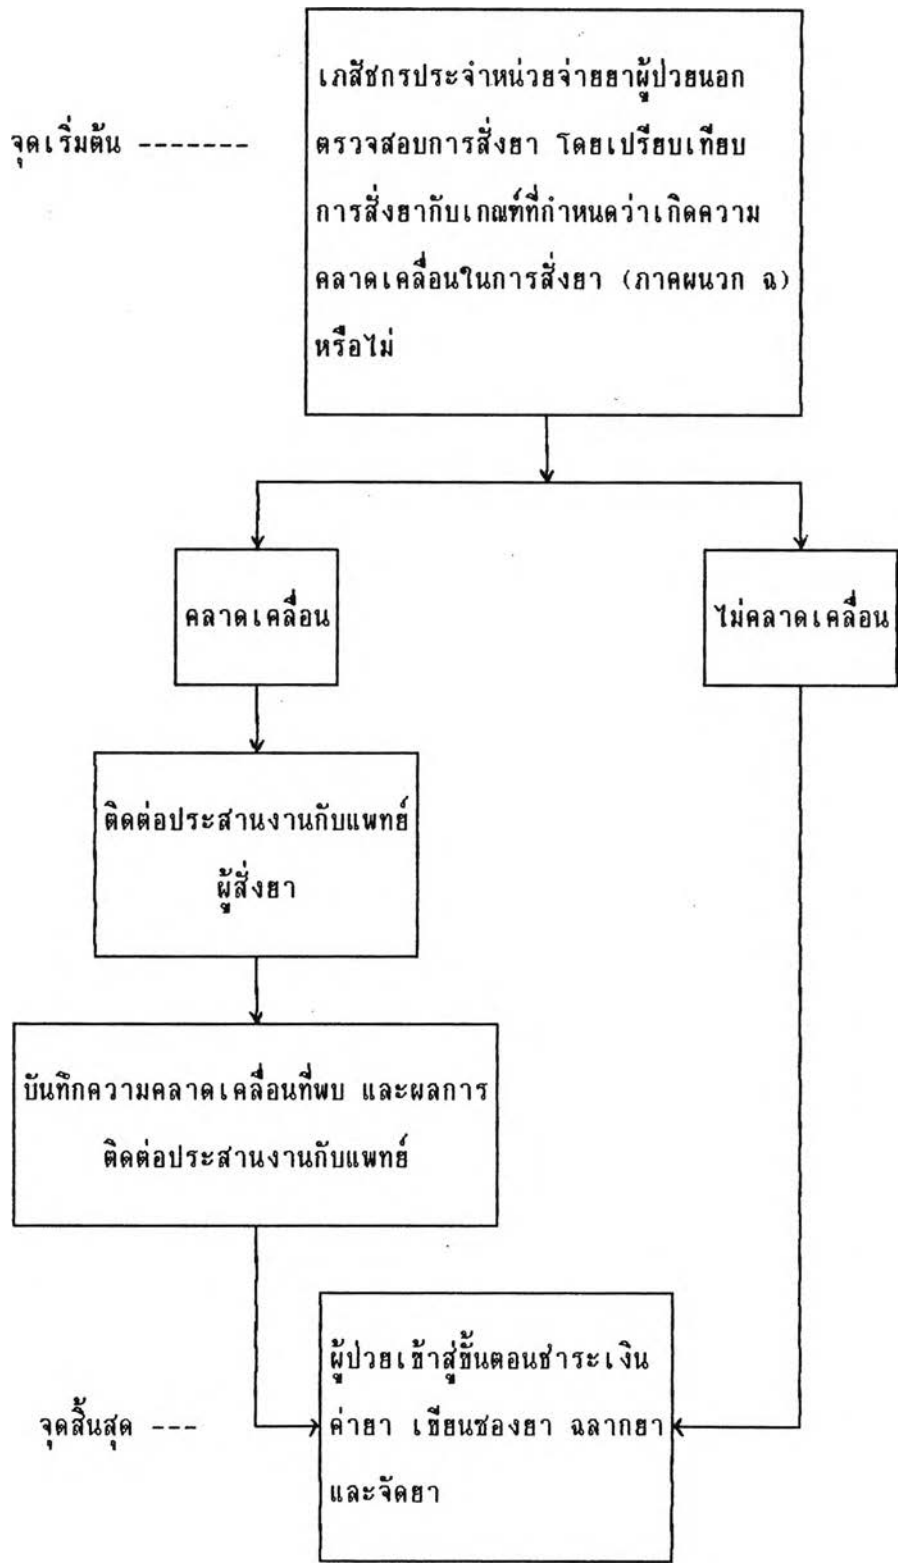 เภสัชกรประจำหน่วยจ่ายยาผู้ป่วยนอก
จุดเริ่มต้น -------
ตรวจสอบการสั่งยา โดยเปรียบเทียบ
การสั่งยากับเกณฑ์ที่กำหนดว่าเกิดความ
คลาดเคลื่อนในการสั่งยา (ภาคผนวก ฉ)
หรือไม่
คลาดเคลื่อน
ไม่คลาดเคลื่อน
ติดต่อประสานงานกับแพทย์
ผู้สั่งยา
บันทึกความคลาดเคลื่อนที่พบ และผลการ
ติดต่อประสานงานกับแพทย์
ผู้ป่วยเข้าสู่ขั้นตอนชำระเงิน
จุดสิ้นสุด ---
ค่ายา เขียนซองยา ฉลากยา
และจัดยา